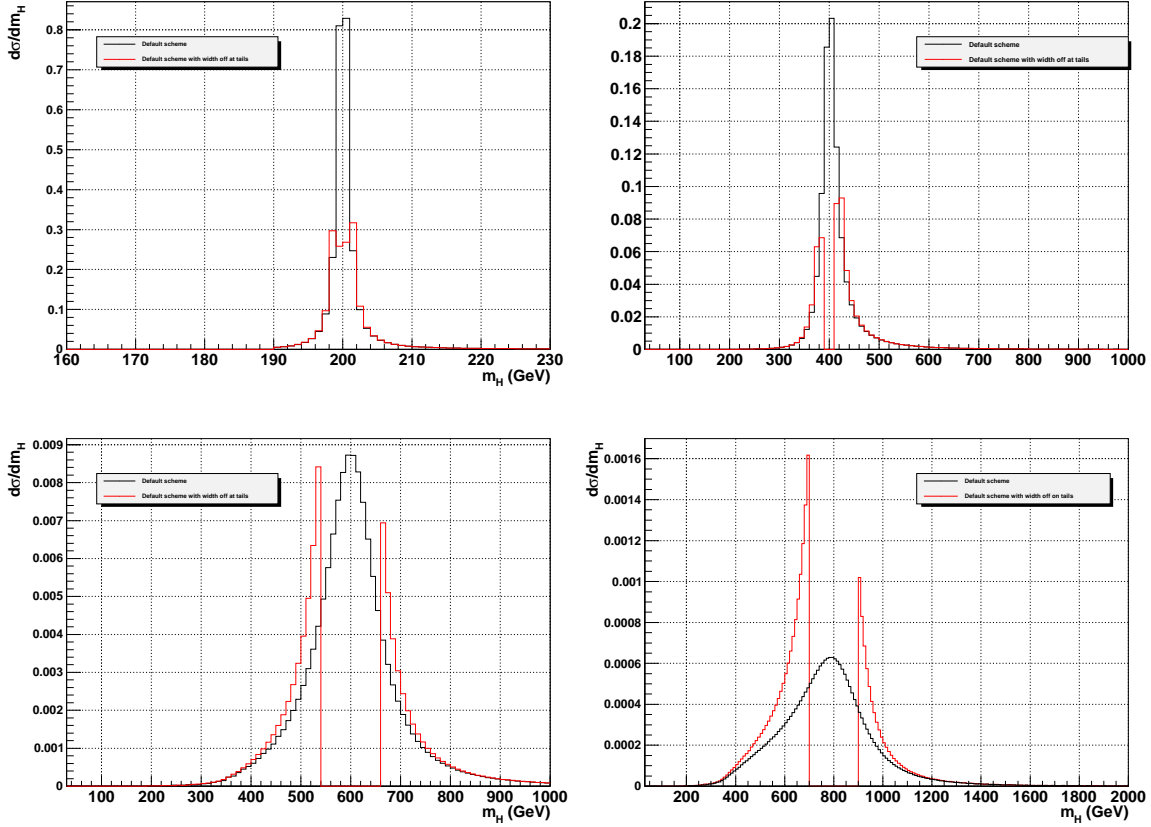 dσ/dm_H
0.8
0.7
0.6
0.5
0.4
0.3
0.2
0.1
0
Default scheme
Default scheme with width off at tails
160 170 180 190 200 210 220 230
m_H (GeV)
dσ/dm_H
0.2
0.18
0.16
0.14
0.12
0.1
0.08
0.06
0.04
0.02
0
Default scheme
Default scheme with width off at tails
100 200 300 400 500 600 700 800 900 1000
m_H (GeV)
dσ/dm_H
0.009
0.008
0.007
0.006
0.005
0.004
0.003
0.002
0.001
0
Default scheme
Default scheme with width off at tails
100 200 300 400 500 600 700 800 900 1000
m_H (GeV)
dσ/dm_H
0.0016
0.0014
0.0012
0.001
0.0008
0.0006
0.0004
0.0002
0
Default scheme
Default scheme with width off on tails
200 400 600 800 1000 1200 1400 1600 1800 2000
m_H (GeV)